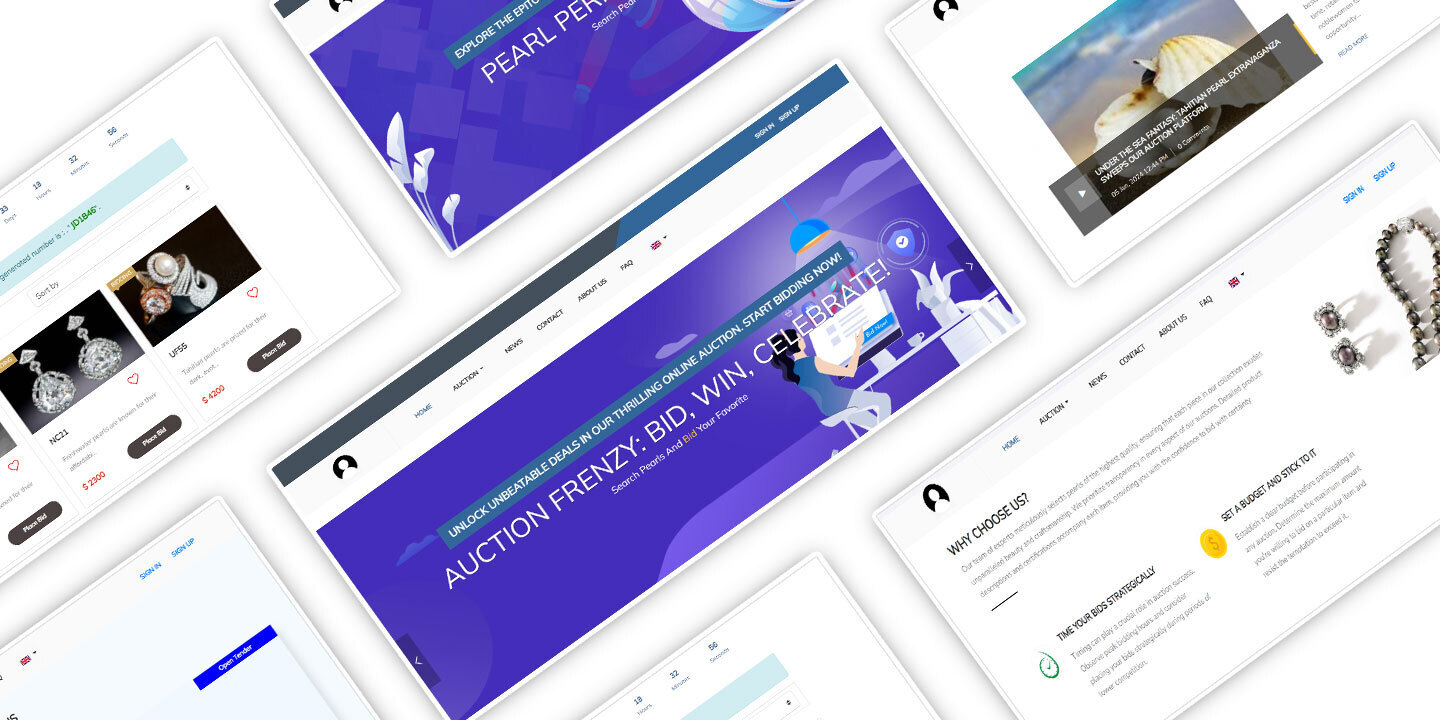 EXPLORE THE EPITO
PEARL PER
Search Pear
33 18 32 56
Days Hours Minutes Seconds
generated number is : - "JD1846".
Sort by
PENDING
NC21
Freshwater pearls are known for their
affordabi...
$ 2300
Place Bid
PENDING
UF55
Tahitian pearls are prized for their
dark, exot...
$ 4200
Place Bid
Place Bid
SIGN IN SIGN UP
HOME AUCTION NEWS CONTACT ABOUT US FAQ
UNLOCK UNBEATABLE DEALS IN OUR THRILLING ONLINE AUCTION. START BIDDING NOW!
AUCTION FRENZY: BID, WIN, CELEBRATE!
Search Pearls And Bid Your Favorite
Bid Now!
time, retain
noblewomen to
opportunity...
READ MORE
UNDER THE SEA FANTASY: TAHITIAN PEARL EXTRAVAGANZA
SWEEPS OUR AUCTION PLATFORM
05 Jan, 2024 12:44 PM | 0 Comments
SIGN IN SIGN UP
HOME AUCTION NEWS CONTACT ABOUT US FAQ
WHY CHOOSE US?
Our team of experts meticulously selects pearls of the highest quality, ensuring that each piece in our collection exudes
unparalleled beauty and craftsmanship. We prioritize transparency in every aspect of our auctions. Detailed product
descriptions and certifications accompany each item, providing you with the confidence to bid with certainty.
TIME YOUR BIDS STRATEGICALLY
Timing can play a crucial role in auction success.
Observe peak bidding hours and consider
placing your bids strategically during periods of
lower competition.
SET A BUDGET AND STICK TO IT
Establish a clear budget before participating in
any auction. Determine the maximum amount
you're willing to bid on a particular item and
resist the temptation to exceed it.
SIGN IN SIGN UP
Open Tender
18 32 56
Hours Minutes Seconds